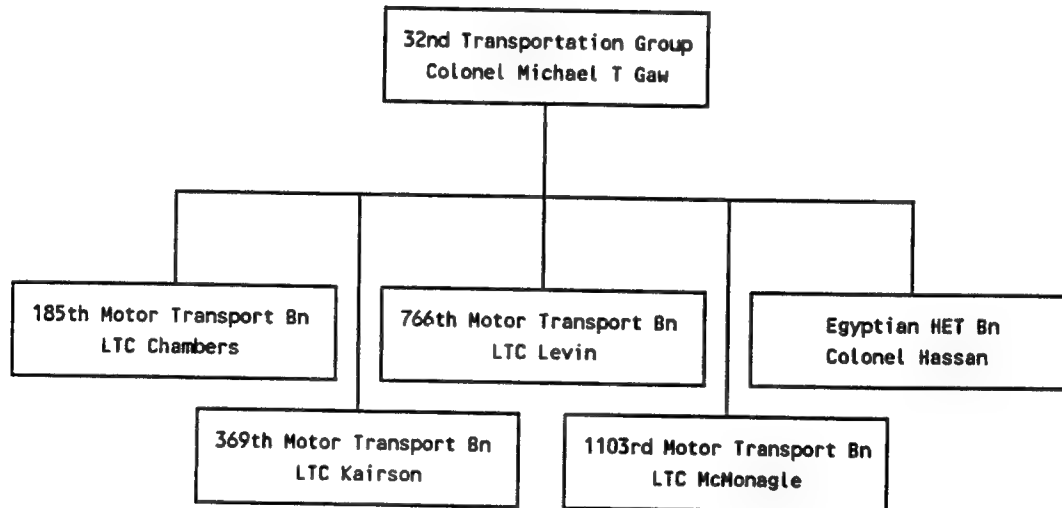 32nd Transportation Group
Colonel Michael T Gaw
185th Motor Transport Bn
LTC Chambers
766th Motor Transport Bn
LTC Levin
Egyptian HET Bn
Colonel Hassan
369th Motor Transport Bn
LTC Kairson
1103rd Motor Transport Bn
LTC McMonagle